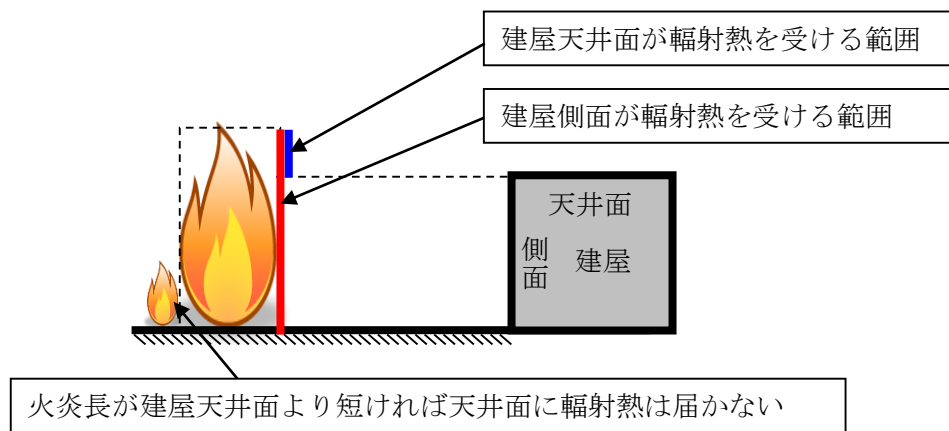 建屋天井面が輻射熱を受ける範囲
建屋側面が輻射熱を受ける範囲
天井面
側面
建屋
火炎長が建屋天井面より短ければ天井面に輻射熱は届かない